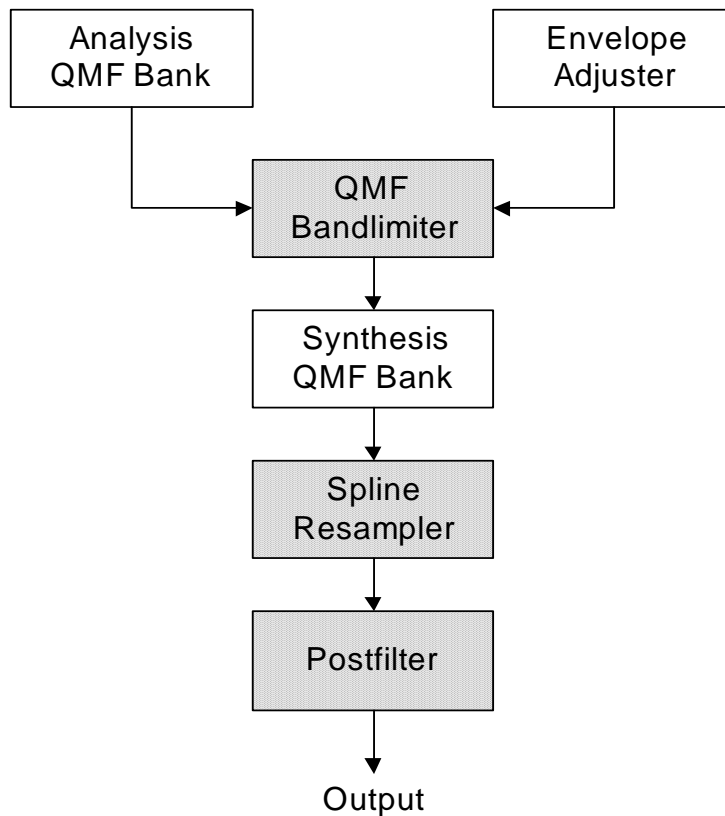 Analysis
QMF Bank
Envelope
Adjuster
QMF
Bandlimiter
Synthesis
QMF Bank
Spline
Resampler
Postfilter
Output